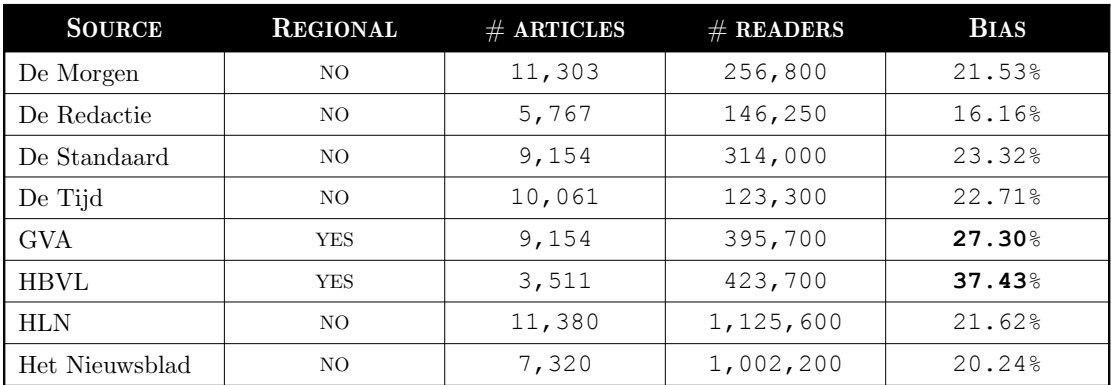 SOURCE REGIONAL # ARTICLES # READERS BIAS
De Morgen NO 11,303 256,800 21.53%
De Redactie NO 5,767 146,250 16.16%
De Standaard NO 9,154 314,000 23.32%
De Tijd NO 10,061 123,300 22.71%
GVA YES 9,154 395,700 27.30%
HBVL YES 3,511 423,700 37.43%
HLN NO 11,380 1,125,600 21.62%
Het Nieuwsblad NO 7,320 1,002,200 20.24%